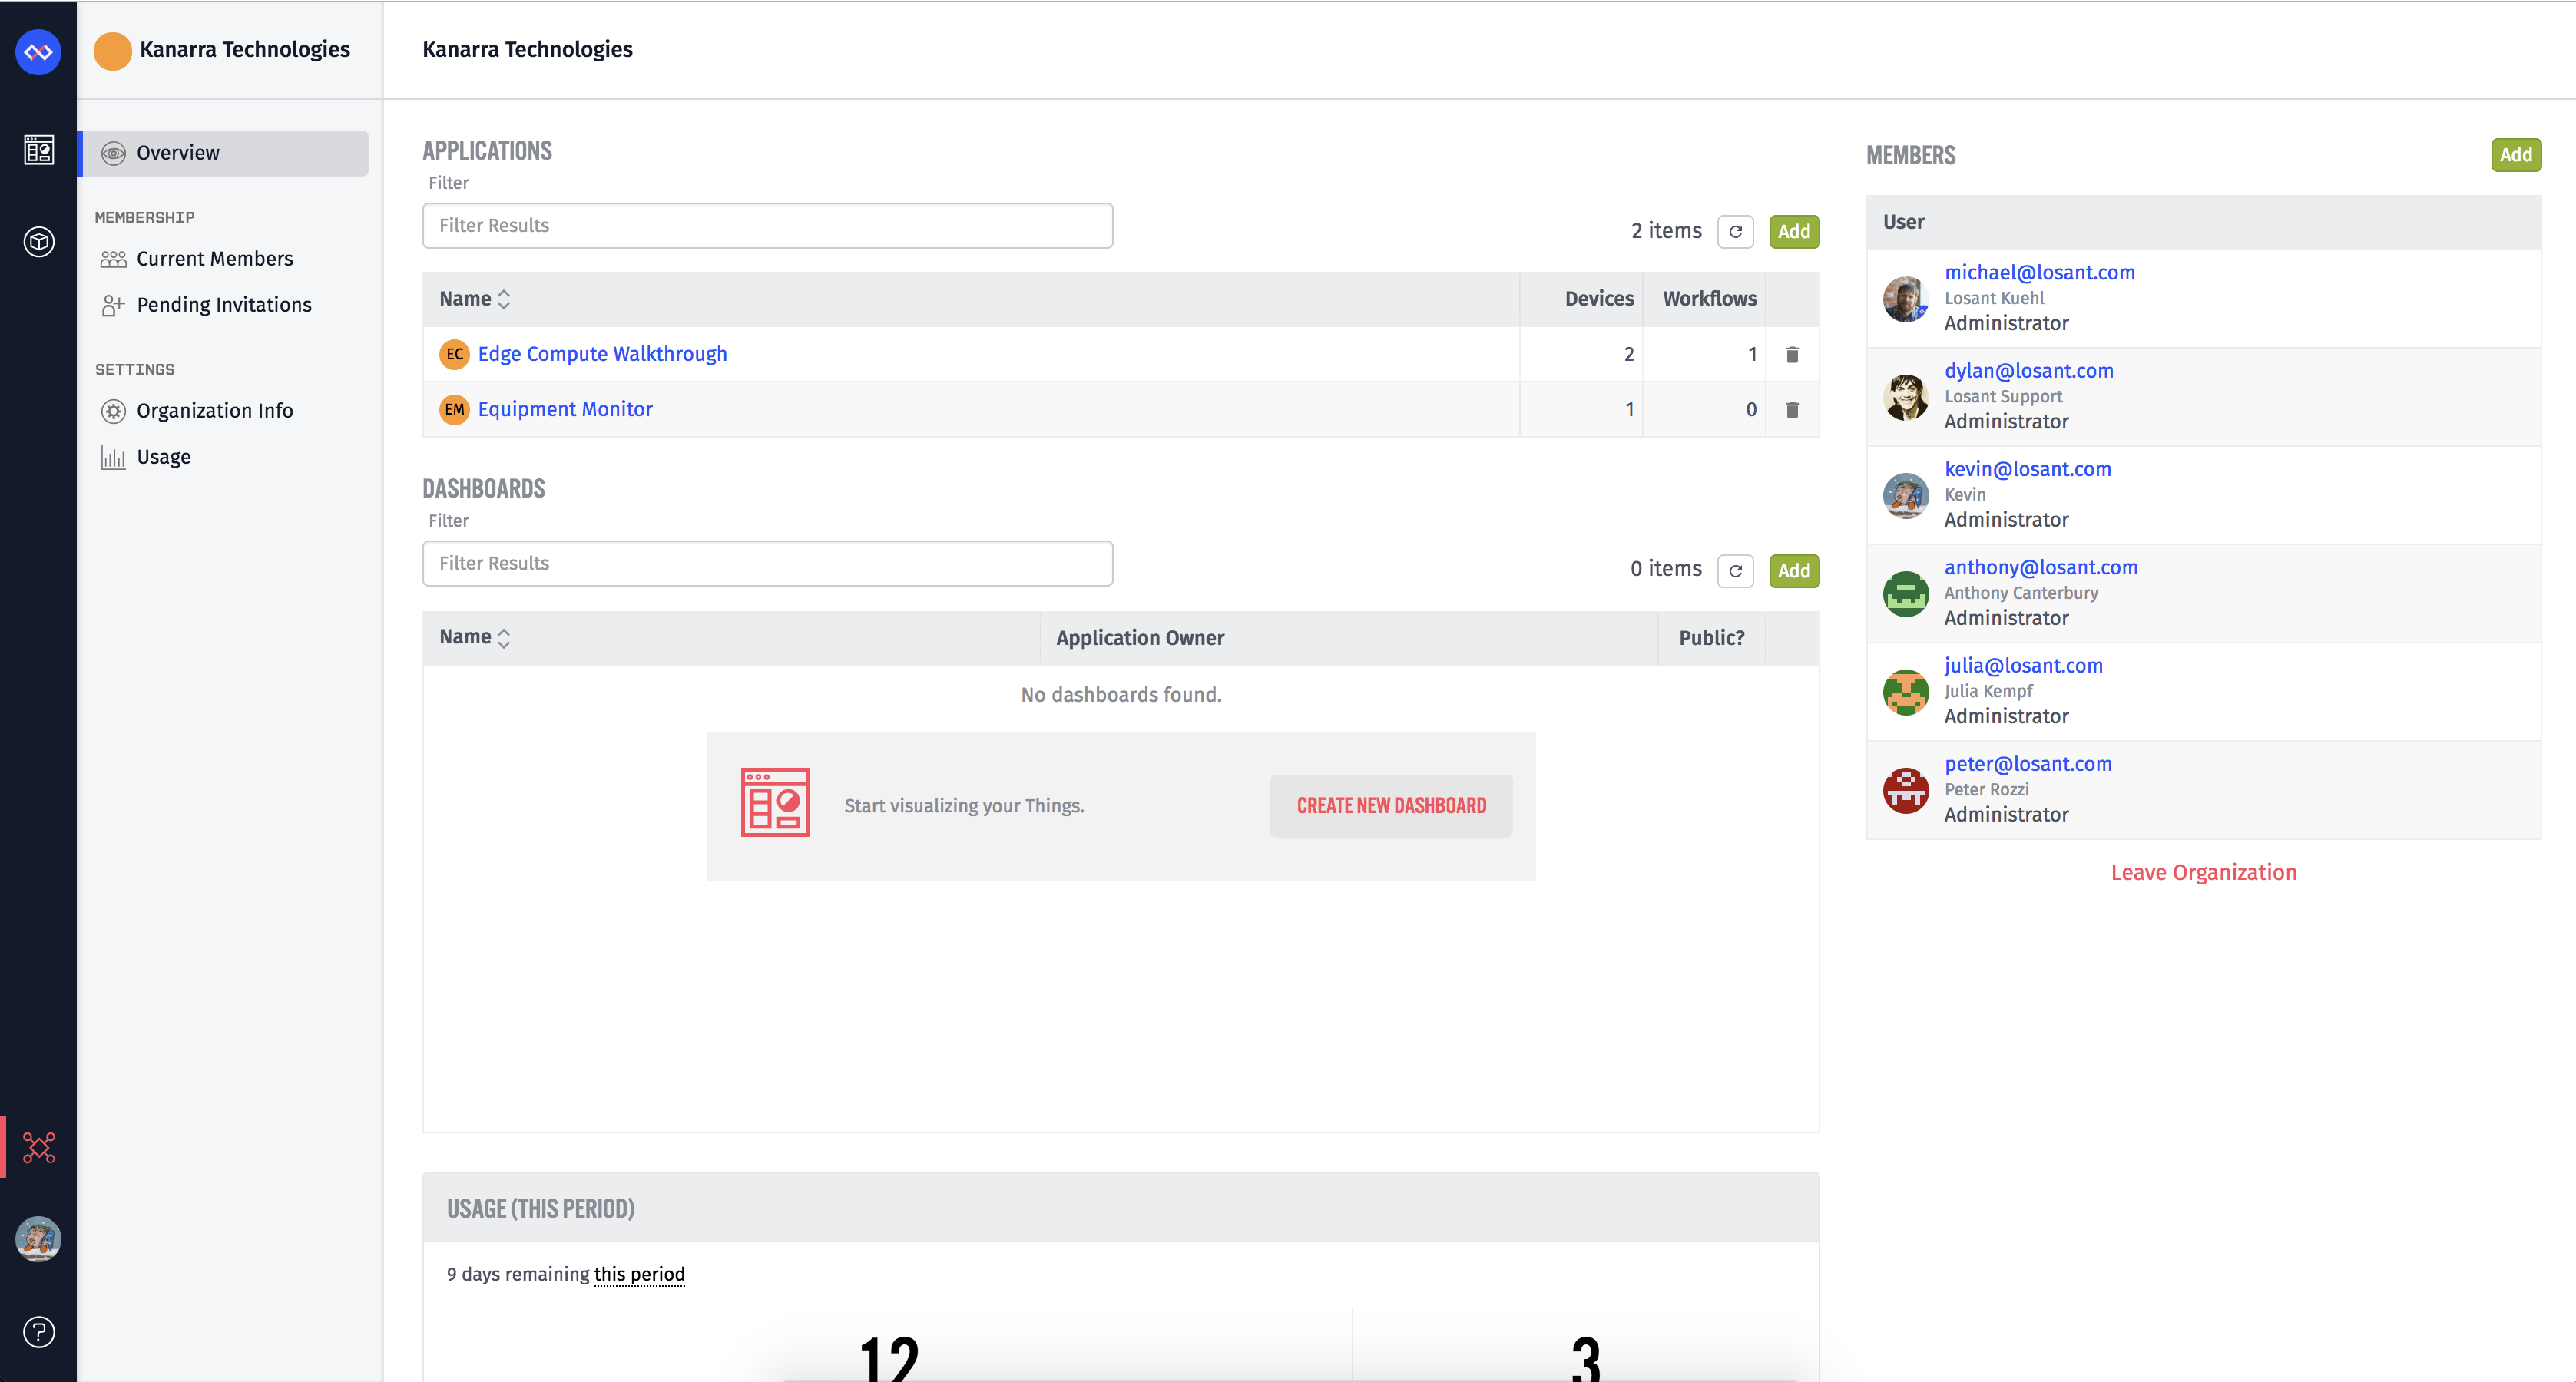 Kanarra Technologies
Overview
MEMBERSHIP
Current Members
Pending Invitations
SETTINGS
Organization Info
Usage
Kanarra Technologies
APPLICATIONS
Filter
Filter Results
2 items
Add
Name
Devices
Workflows
EC Edge Compute Walkthrough 2 1
EM Equipment Monitor 1 0
DASHBOARDS
Filter
Filter Results
0 items
Add
Name
Application Owner
Public?
No dashboards found.
Start visualizing your Things.
CREATE NEW DASHBOARD
USAGE (THIS PERIOD)
9 days remaining this period
12
3
MEMBERS
Add
User
michael@losant.com
Losant Kuehl
Administrator
dylan@losant.com
Losant Support
Administrator
kevin@losant.com
Kevin
Administrator
anthony@losant.com
Anthony Canterbury
Administrator
julia@losant.com
Julia Kempf
Administrator
peter@losant.com
Peter Rozzi
Administrator
Leave Organization